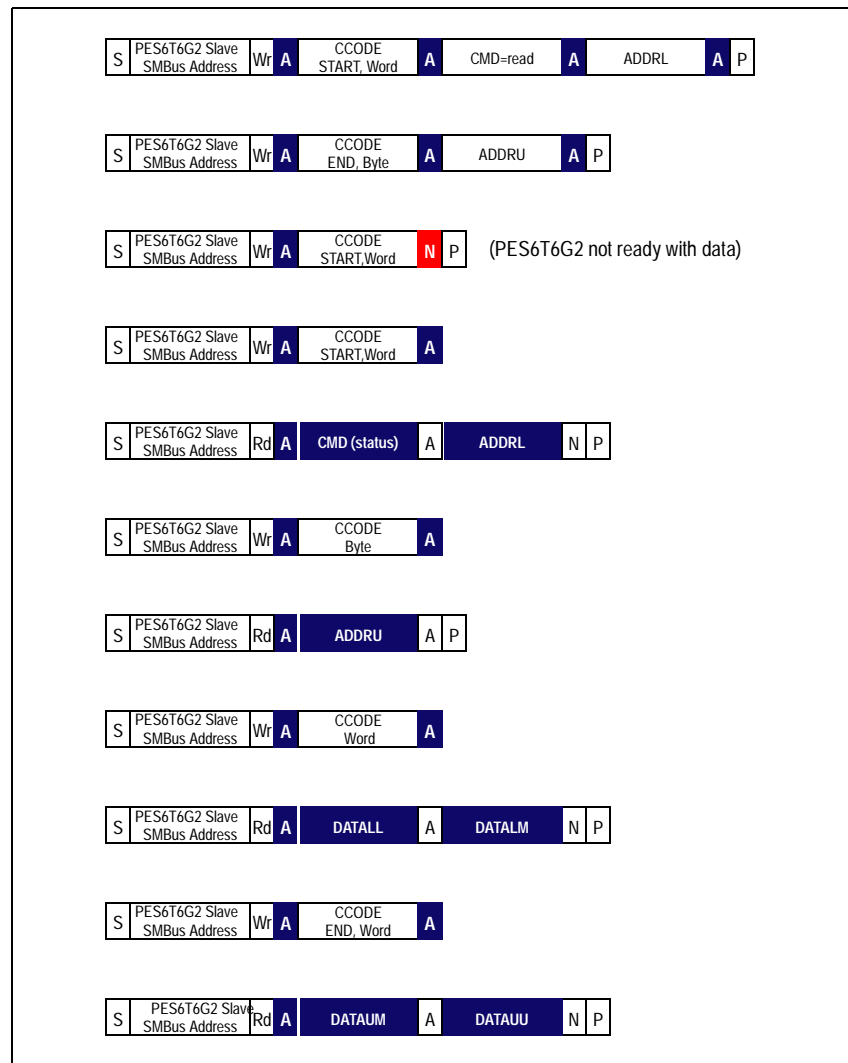 S PES6T6G2 Slave SMBus Address Wr A CCODE START, Word A CMD=read A ADDRL A P
S PES6T6G2 Slave SMBus Address Wr A CCODE END, Byte A ADDRU A P
S PES6T6G2 Slave SMBus Address Wr A CCODE START,Word N P (PES6T6G2 not ready with data)
S PES6T6G2 Slave SMBus Address Wr A CCODE START,Word A
S PES6T6G2 Slave SMBus Address Rd A CMD (status) A ADDRL N P
S PES6T6G2 Slave SMBus Address Wr A CCODE Byte A
S PES6T6G2 Slave SMBus Address Rd A ADDRU A P
S PES6T6G2 Slave SMBus Address Wr A CCODE Word A
S PES6T6G2 Slave SMBus Address Rd A DATALL A DATALM N P
S PES6T6G2 Slave SMBus Address Wr A CCODE END, Word A
S PES6T6G2 Slave SMBus Address Rd A DATAUM A DATAUU N P